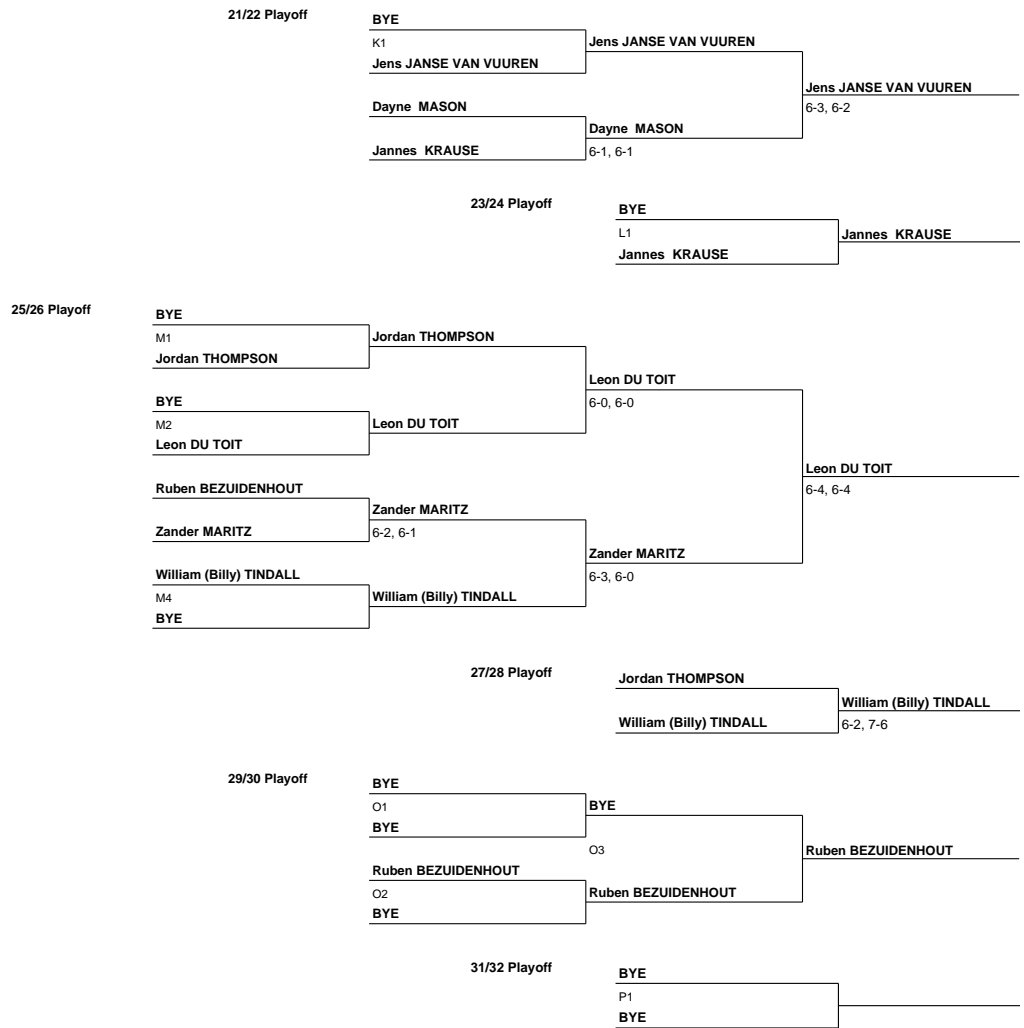 21/22 Playoff
BYE
K1
Jens JANSE VAN VUUREN
Jens JANSE VAN VUUREN
Jens JANSE VAN VUUREN
6-3, 6-2
Dayne MASON
Dayne MASON
Jannes KRAUSE
6-1, 6-1
23/24 Playoff
BYE
L1
Jannes KRAUSE
Jannes KRAUSE
25/26 Playoff
BYE
M1
Jordan THOMPSON
Jordan THOMPSON
Leon DU TOIT
6-0, 6-0
BYE
M2
Leon DU TOIT
Leon DU TOIT
Leon DU TOIT
6-4, 6-4
Ruben BEZUIDENHOUT
Zander MARITZ
Zander MARITZ
6-2, 6-1
Zander MARITZ
6-3, 6-0
William (Billy) TINDALL
M4
William (Billy) TINDALL
BYE
27/28 Playoff
Jordan THOMPSON
William (Billy) TINDALL
William (Billy) TINDALL
6-2, 7-6
29/30 Playoff
BYE
O1
BYE
BYE
O3
Ruben BEZUIDENHOUT
Ruben BEZUIDENHOUT
O2
Ruben BEZUIDENHOUT
BYE
31/32 Playoff
BYE
P1
BYE